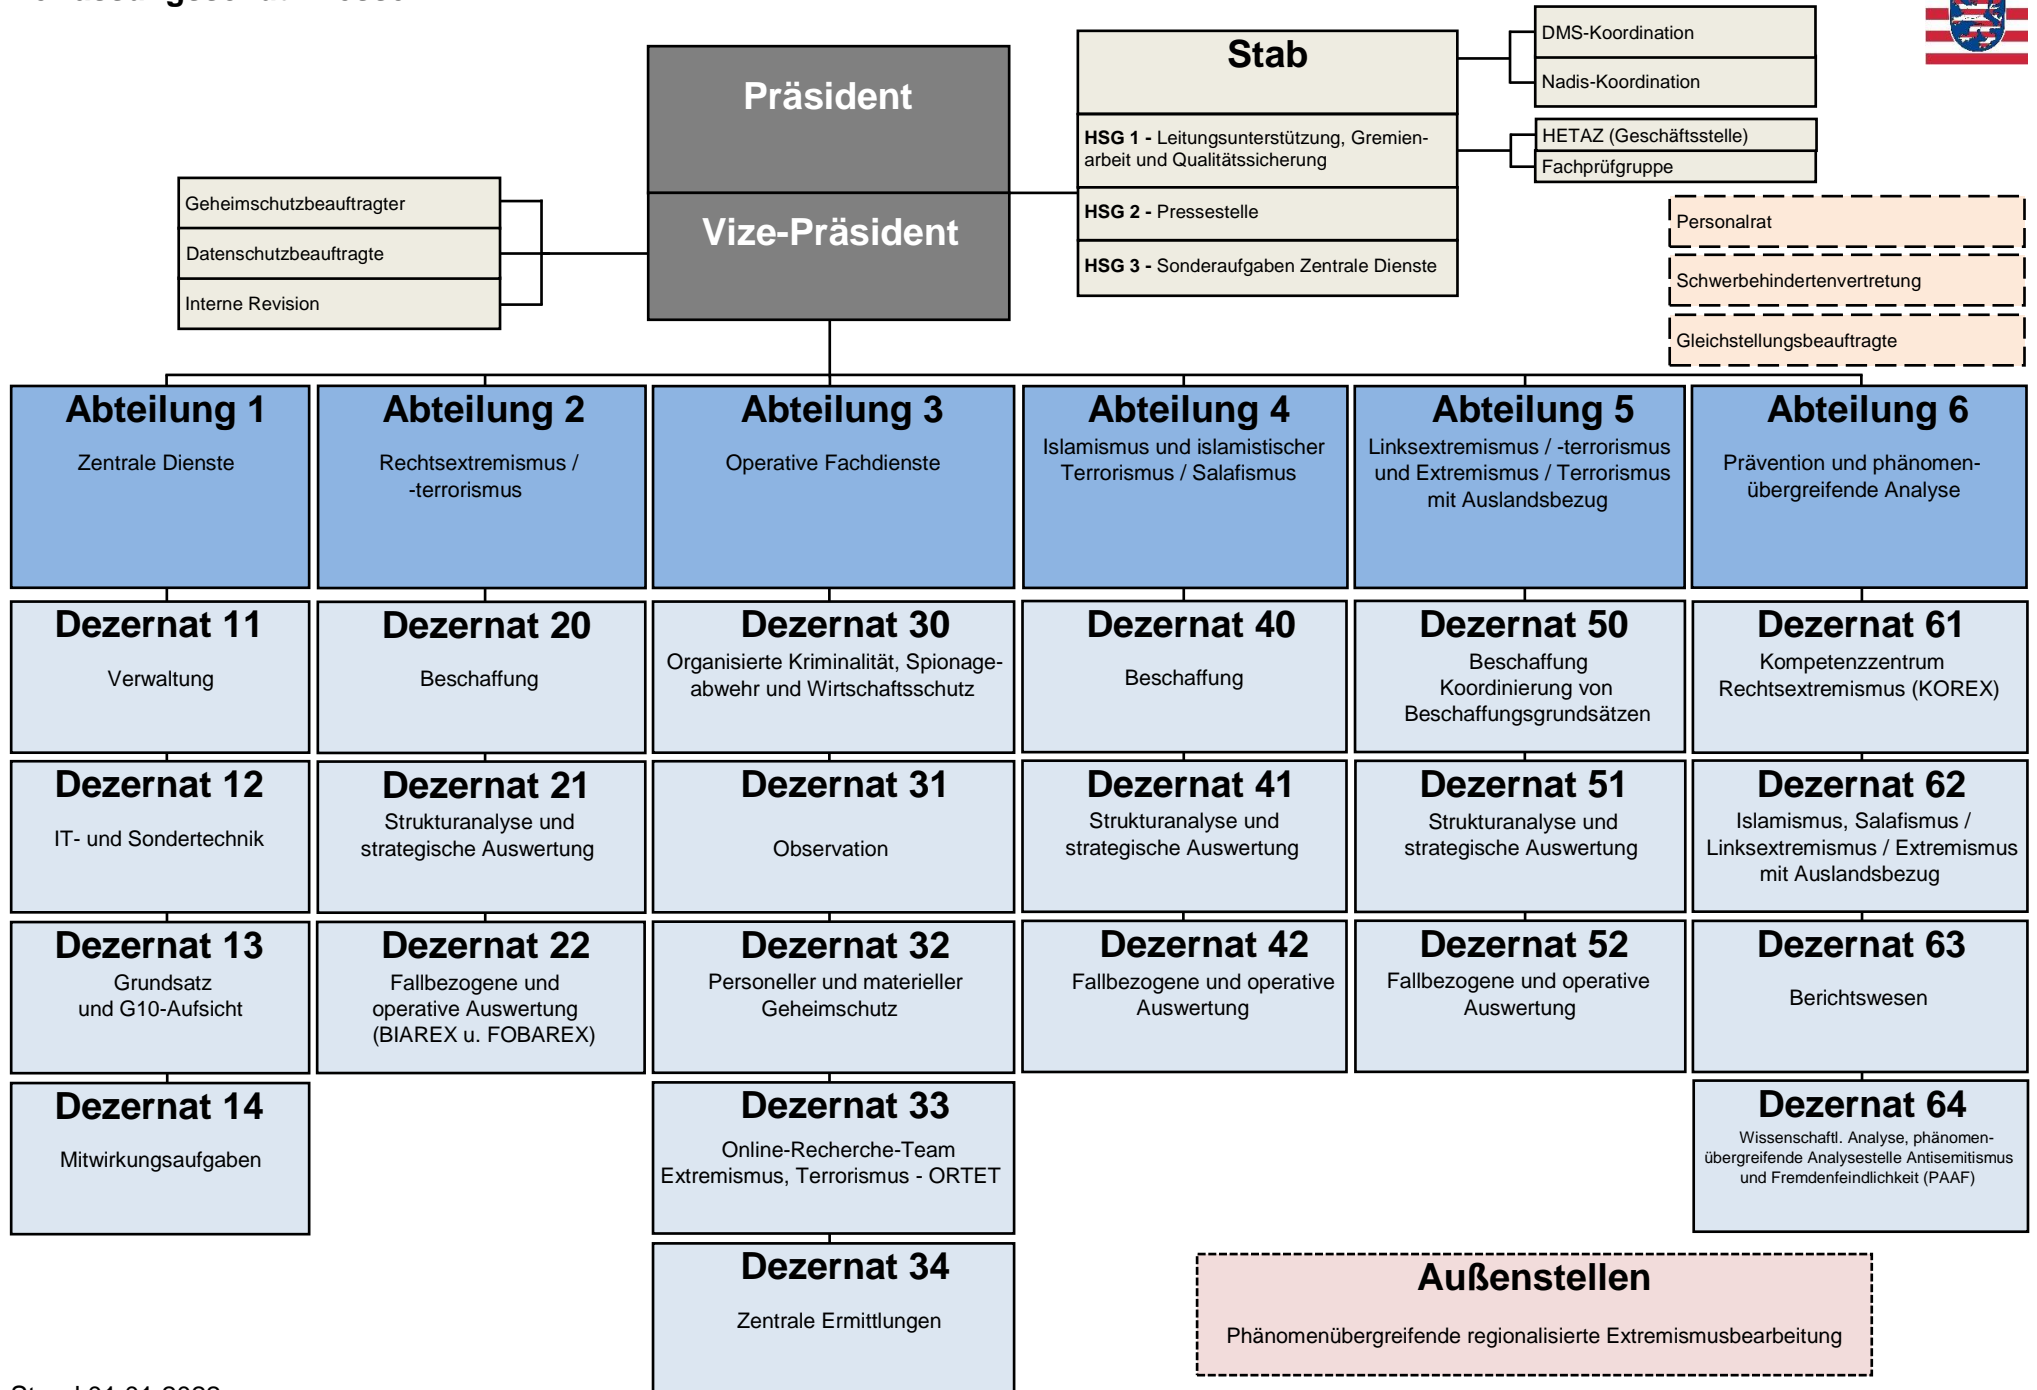 Präsident
Vize-Präsident
Stab
HSG 1 - Leitungsunterstützung, Gremien-
arbeit und Qualitätssicherung
HSG 2 - Pressestelle
HSG 3 - Sonderaufgaben Zentrale Dienste
DMS-Koordination
Nadis-Koordination
HETAZ (Geschäftsstelle)
Fachprüfgruppe
Geheimschutzbeauftragter
Datenschutzbeauftragte
Interne Revision
Personalrat
Schwerbehindertenvertretung
Gleichstellungsbeauftragte
Abteilung 1
Zentrale Dienste
Abteilung 2
Rechtsextremismus /
-terrorismus
Abteilung 3
Operative Fachdienste
Abteilung 4
Islamismus und islamistischer
Terrorismus / Salafismus
Abteilung 5
Linksextremismus / -terrorismus
und Extremismus / Terrorismus
mit Auslandsbezug
Abteilung 6
Prävention und phänomen-
übergreifende Analyse
Dezernat 11
Verwaltung
Dezernat 20
Beschaffung
Dezernat 30
Organisierte Kriminalität, Spionage-
abwehr und Wirtschaftsschutz
Dezernat 40
Beschaffung
Dezernat 50
Beschaffung
Koordinierung von
Beschaffungsgrundsätzen
Dezernat 61
Kompetenzzentrum
Rechtsextremismus (KOREX)
Dezernat 12
IT- und Sondertechnik
Dezernat 21
Strukturanalyse und
strategische Auswertung
Dezernat 31
Observation
Dezernat 41
Strukturanalyse und
strategische Auswertung
Dezernat 51
Strukturanalyse und
strategische Auswertung
Dezernat 62
Islamismus, Salafismus /
Linksextremismus / Extremismus
mit Auslandsbezug
Dezernat 13
Grundsatz
und G10-Aufsicht
Dezernat 22
Fallbezogene und
operative Auswertung
(BIAREX u. FOBAREX)
Dezernat 32
Personeller und materieller
Geheimschutz
Dezernat 42
Fallbezogene und operative
Auswertung
Dezernat 52
Fallbezogene und operative
Auswertung
Dezernat 63
Berichtswesen
Dezernat 14
Mitwirkungsaufgaben
Dezernat 33
Online-Recherche-Team
Extremismus, Terrorismus - ORTET
Dezernat 64
Wissenschaftl. Analyse, phänomen-
übergreifende Analysestelle Antisemitismus
und Fremdenfeindlichkeit (PAAF)
Dezernat 34
Zentrale Ermittlungen
Außenstellen
Phänomenübergreifende regionalisierte Extremismusbearbeitung